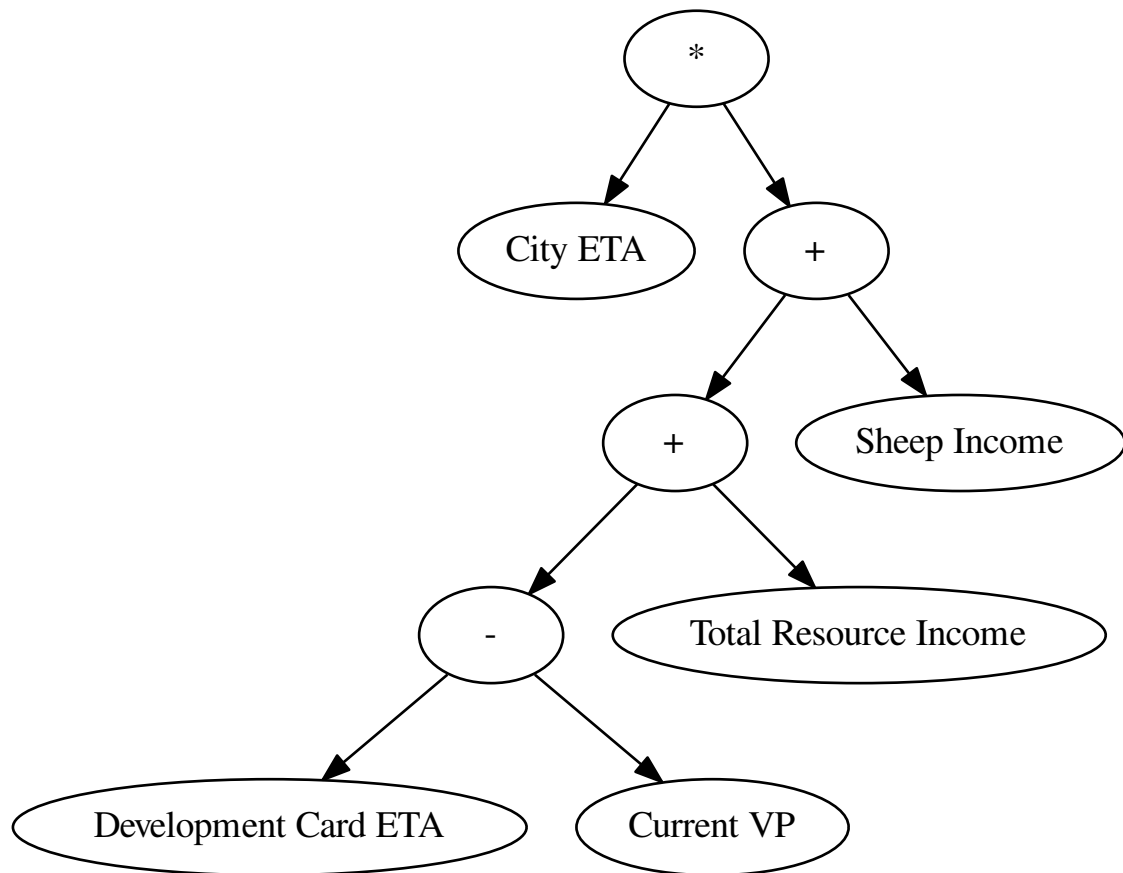 *
City ETA
+
+
Sheep Income
-
Total Resource Income
Development Card ETA
Current VP